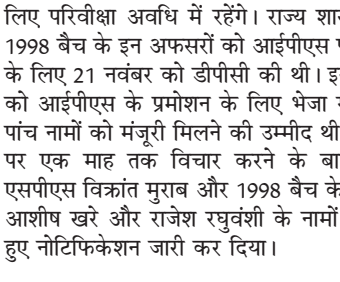 लिए परिवीक्षा अवधि में रहेंगे। राज्य
1998 बैच के इन अफसरों को आईपीएस
के लिए 21 नवंबर को डीपीसी की थी।
को आईपीएस के प्रमोशन के लिए भेजा
पांच नामों को मंजूरी मिलने की उम्मीद थी
पर एक माह तक विचार करने के
एसपीएस विक्रांत मुराब और 1998 बैच
आशीष खरे और राजेश रघुवंशी के नामों
हुए नोटिफिकेशन जारी कर दिया।